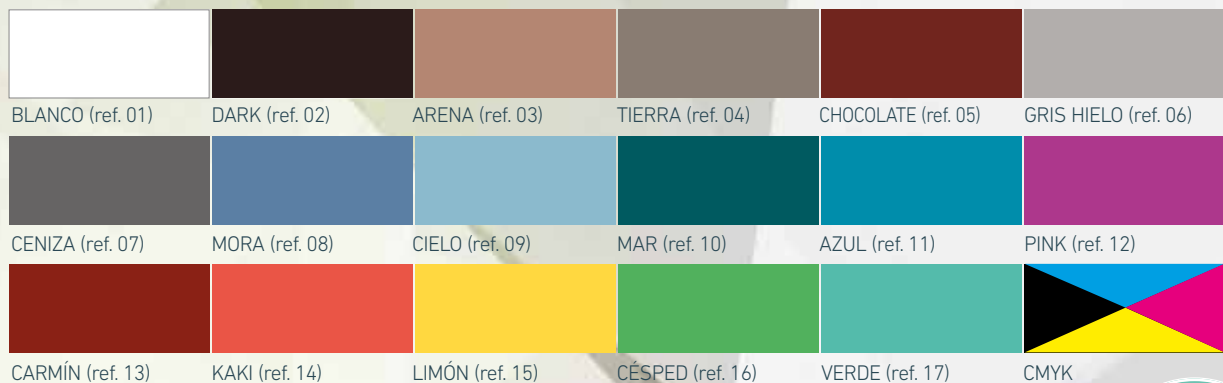 BLANCO (ref. 01) DARK (ref. 02) ARENA (ref. 03) TIERRA (ref. 04) CHOCOLATE (ref. 05) GRIS HIELO (ref. 06)
CENIZA (ref. 07) MORA (ref. 08) CIELO (ref. 09) MAR (ref. 10) AZUL (ref. 11) PINK (ref. 12)
CARMÍN (ref. 13) KAKI (ref. 14) LIMÓN (ref. 15) CÉSPED (ref. 16) VERDE (ref. 17) CMYK